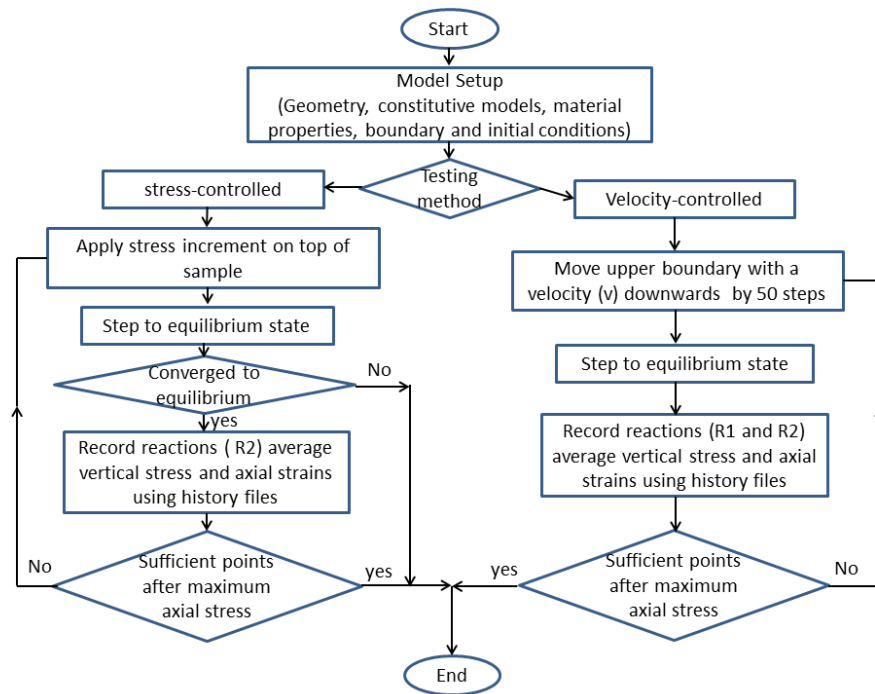 Start
Model Setup
(Geometry, constitutive models, material
properties, boundary and initial conditions)
Testing
method
stress-controlled
Velocity-controlled
Apply stress increment on top of
sample
Move upper boundary with a
velocity (v) downwards by 50 steps
Step to equilibrium state
Step to equilibrium state
Converged to
equilibrium
No
yes
Record reactions ( R2) average
vertical stress and axial strains
using history files
Record reactions (R1 and R2)
average vertical stress and axial
strains using history files
No
Sufficient points
after maximum
axial stress
yes
yes
Sufficient points
after maximum
axial stress
No
End